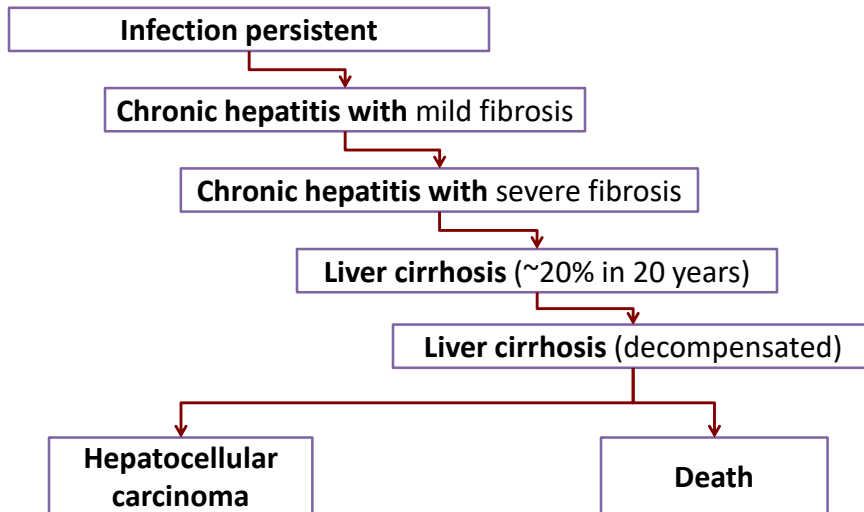 Infection persistent
Chronic hepatitis with mild fibrosis
Chronic hepatitis with severe fibrosis
Liver cirrhosis (~20% in 20 years)
Liver cirrhosis (decompensated)
Hepatocellular
carcinoma
Death